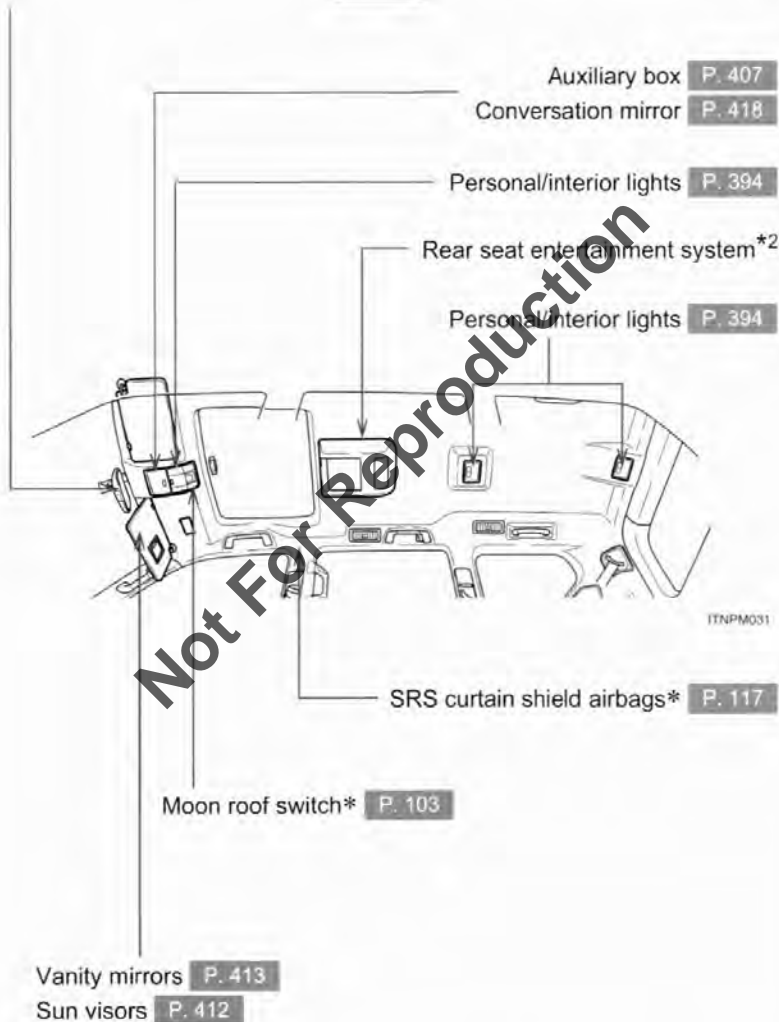 Auxiliary box P. 407
Conversation mirror P. 418
Personal/interior lights P. 394
Rear seat entertainment system*2
Personal/interior lights P. 394
ITNPM031
SRS curtain shield airbags* P. 117
Moon roof switch* P. 103
Vanity mirrors P. 413
Sun visors P. 412
Not For Reproduction